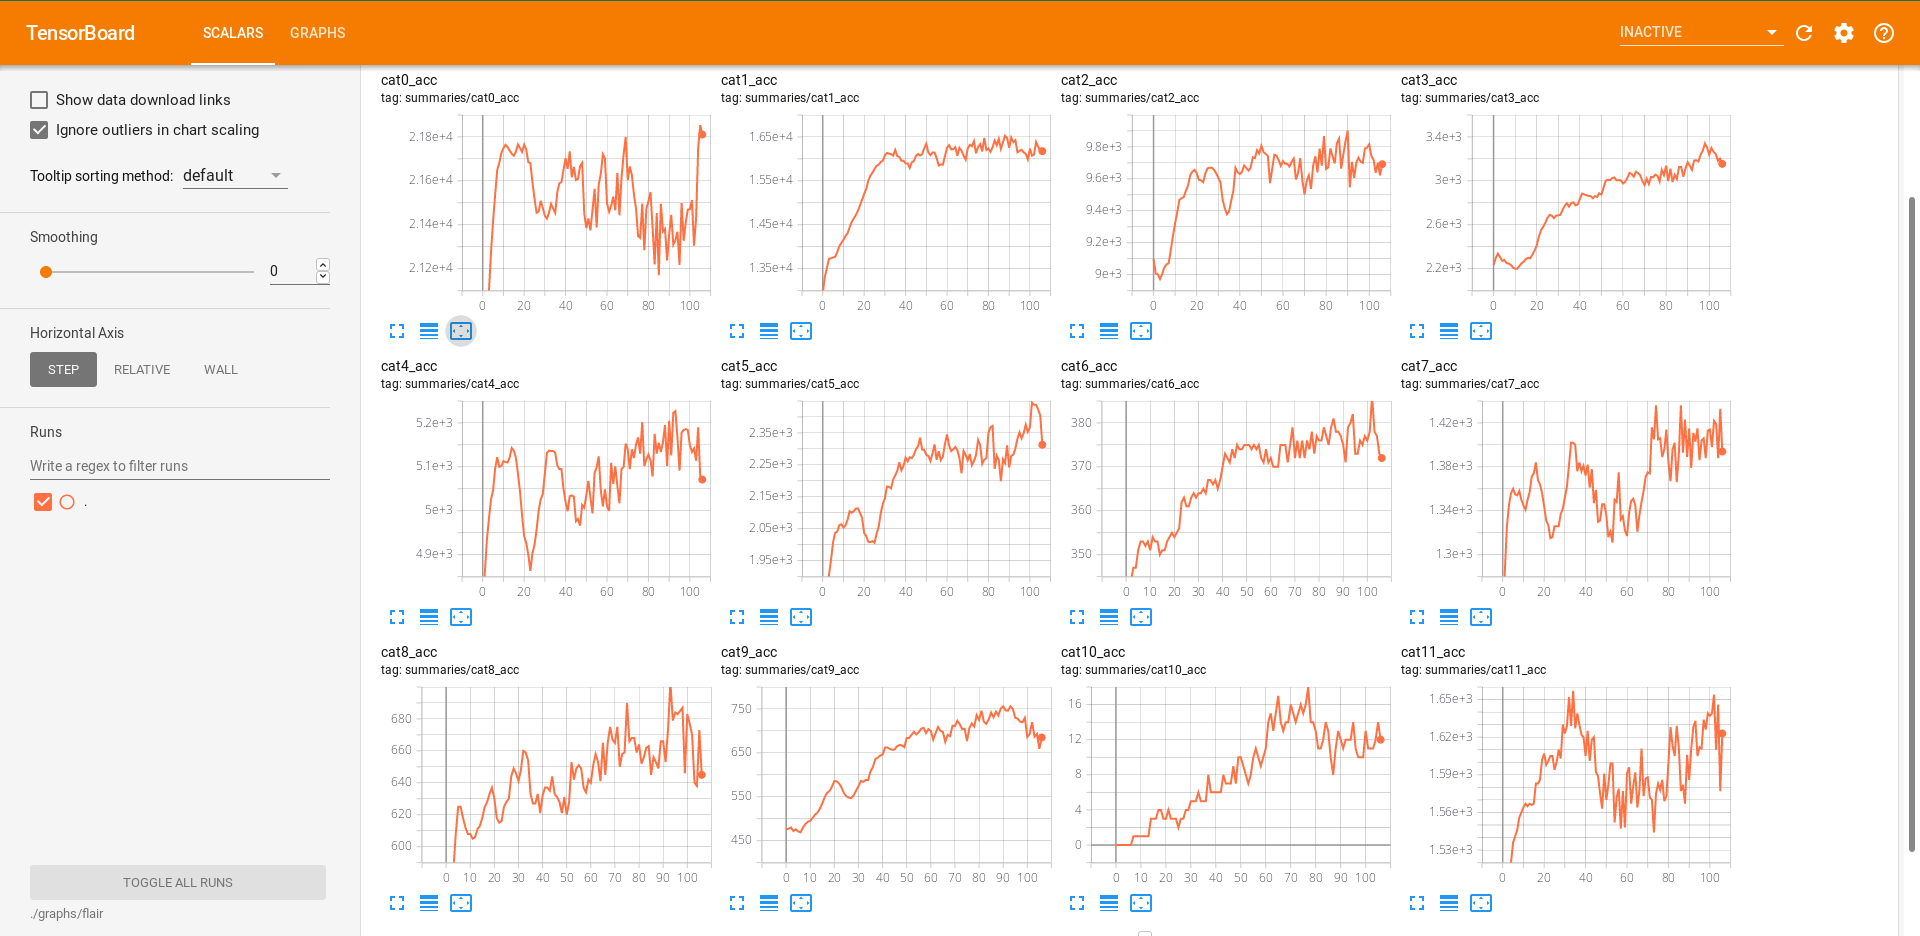 TensorBoard SCALARS GRAPHS INACTIVE
Show data download links
Ignore outliers in chart scaling
Tooltip sorting method: default
Smoothing
0
Horizontal Axis
STEP RELATIVE WALL
Runs
Write a regex to filter runs
.
TOGGLE ALL RUNS
./graphs/flair
cat0_acc
tag: summaries/cat0_acc
2.18e+4
2.16e+4
2.14e+4
2.12e+4
0 20 40 60 80 100
cat1_acc
tag: summaries/cat1_acc
1.65e+4
1.55e+4
1.45e+4
1.35e+4
0 20 40 60 80 100
cat2_acc
tag: summaries/cat2_acc
9.8e+3
9.6e+3
9.4e+3
9.2e+3
9e+3
0 20 40 60 80 100
cat3_acc
tag: summaries/cat3_acc
3.4e+3
3e+3
2.6e+3
2.2e+3
0 20 40 60 80 100
cat4_acc
tag: summaries/cat4_acc
5.2e+3
5.1e+3
5e+3
4.9e+3
0 20 40 60 80 100
cat5_acc
tag: summaries/cat5_acc
2.35e+3
2.25e+3
2.15e+3
2.05e+3
1.95e+3
0 20 40 60 80 100
cat6_acc
tag: summaries/cat6_acc
380
370
360
350
0 10 20 30 40 50 60 70 80 90 100
cat7_acc
tag: summaries/cat7_acc
1.42e+3
1.38e+3
1.34e+3
1.3e+3
0 20 40 60 80 100
cat8_acc
tag: summaries/cat8_acc
680
660
640
620
600
0 10 20 30 40 50 60 70 80 90 100
cat9_acc
tag: summaries/cat9_acc
750
650
550
450
0 10 20 30 40 50 60 70 80 90 100
cat10_acc
tag: summaries/cat10_acc
16
12
8
4
0
0 10 20 30 40 50 60 70 80 90 100
cat11_acc
tag: summaries/cat11_acc
1.65e+3
1.62e+3
1.59e+3
1.56e+3
1.53e+3
0 20 40 60 80 100